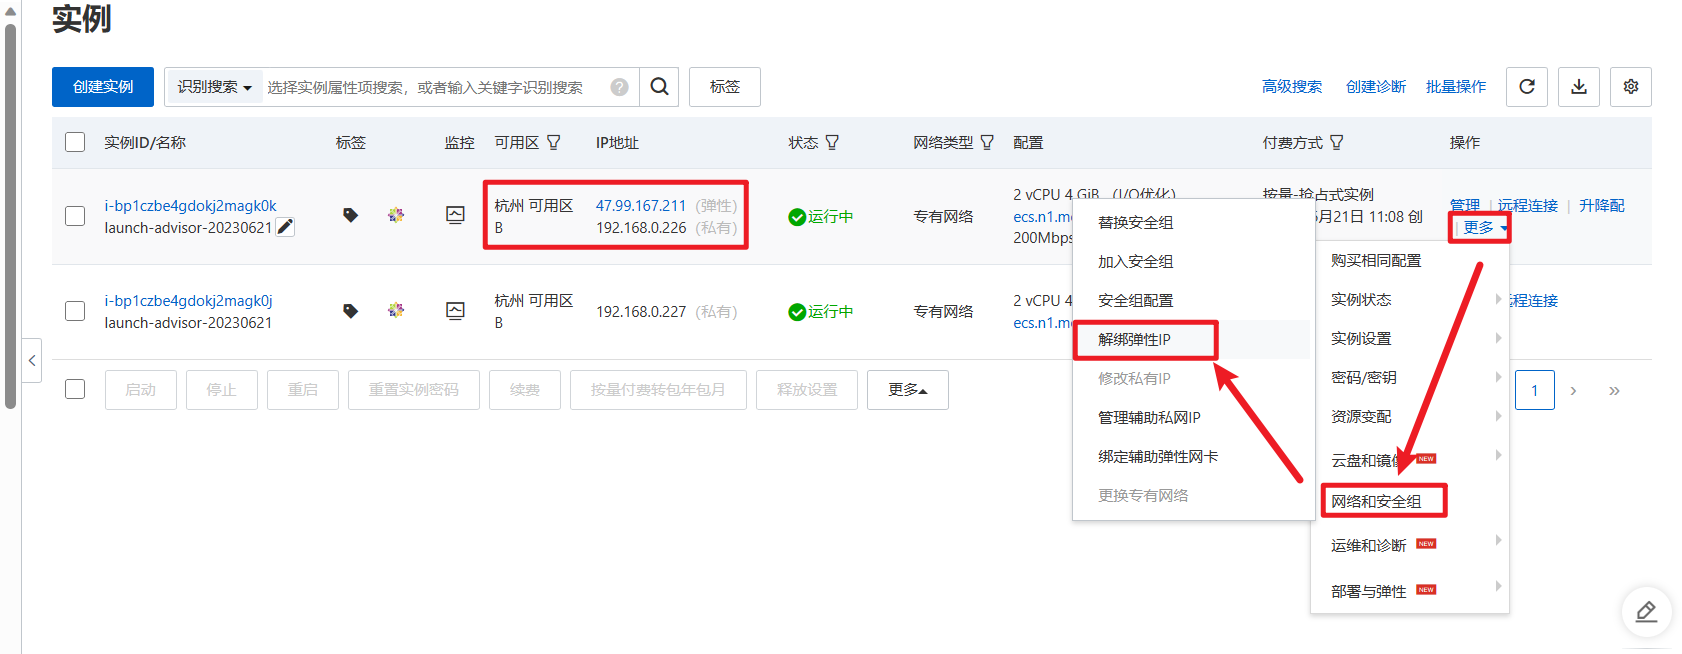 实例
创建实例 识别搜索 选择实例属性项搜索，或者输入关键字识别搜索 ? 标签 高级搜索 创建诊断 批量操作
实例ID/名称 标签 监控 可用区 IP地址 状态 网络类型 配置 付费方式 操作
i-bp1czbe4gdokj2magk0k
launch-advisor-20230621
杭州 可用区
B
47.99.167.211 (弹性)
192.168.0.226 (私有)
运行中
专有网络
2 vCPU 4 GiB (I/O优化)
ecs.n1.me
200Mbps
按量-抢占式实例
月21日 11:08 创
管理 | 远程连接 | 升降配
| 更多
i-bp1czbe4gdokj2magk0j
launch-advisor-20230621
杭州 可用区
B
192.168.0.227 (私有)
运行中
专有网络
2 vCPU 4
ecs.n1.me
程连接
启动 停止 重启 重置实例密码 续费 按量付费转包年包月 释放设置 更多
1 › »
替换安全组
加入安全组
安全组配置
解绑弹性IP
修改私有IP
管理辅助私网IP
绑定辅助弹性网卡
更换专有网络
购买相同配置
实例状态
实例设置
密码/密钥
资源变配
云盘和镜像 NEW
网络和安全组
运维和诊断 NEW
部署与弹性 NEW